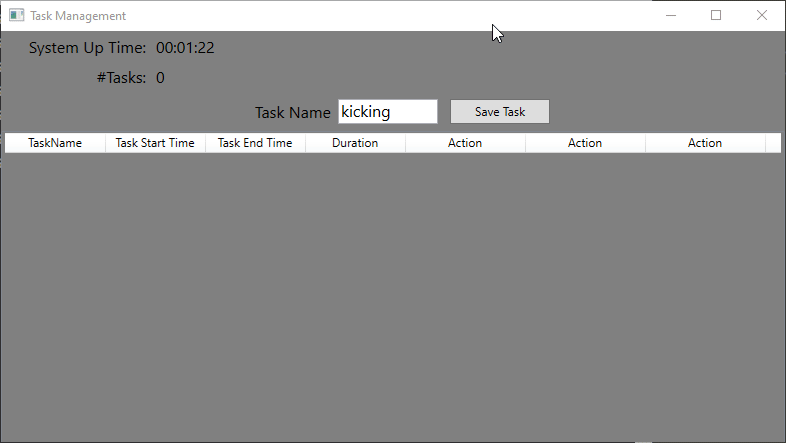 Task Management
System Up Time: 00:01:22
#Tasks: 0
Task Name kicking Save Task
TaskName Task Start Time Task End Time Duration Action Action Action